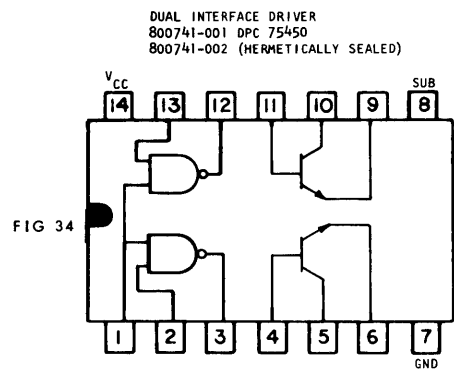 DUAL INTERFACE DRIVER
800741-001 DPC 75450
800741-002 (HERMETICALLY SEALED)
VCC SUB
14 13 12 11 10 9 8
FIG 34
1 2 3 4 5 6 7
GND